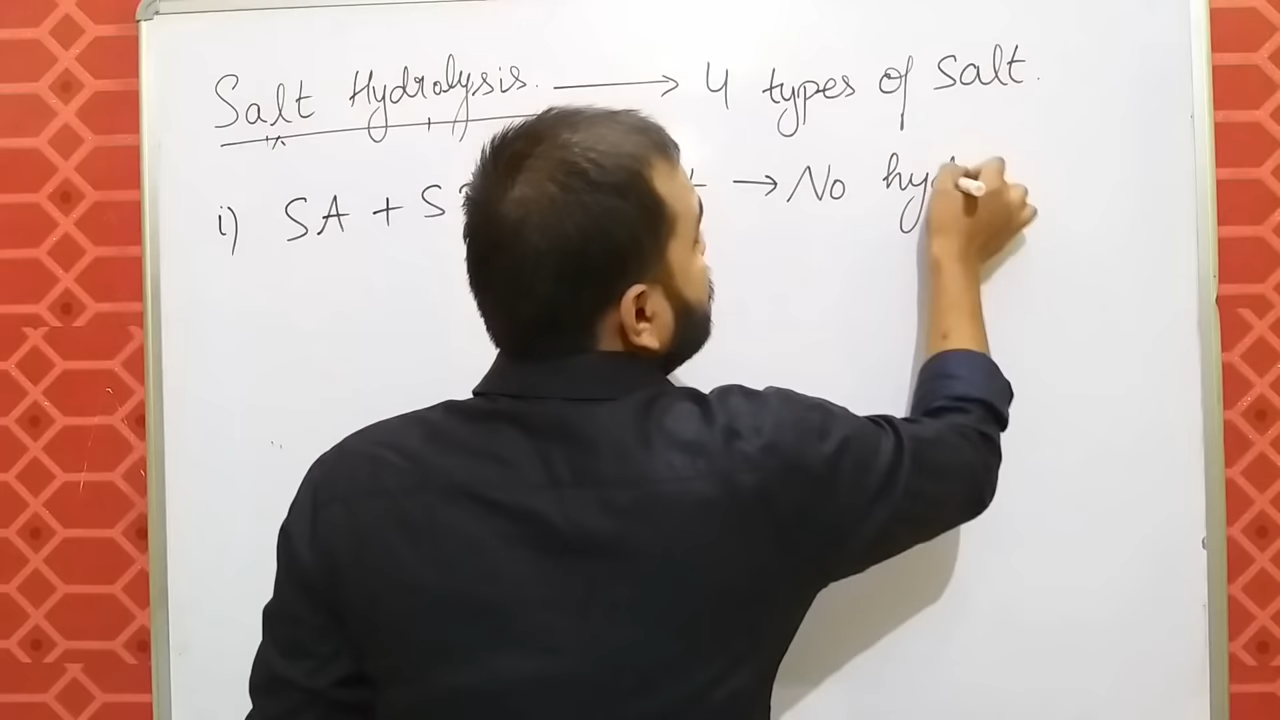 Salt Hydrolysis. → 4 types of Salt.
i) SA + S → No hy